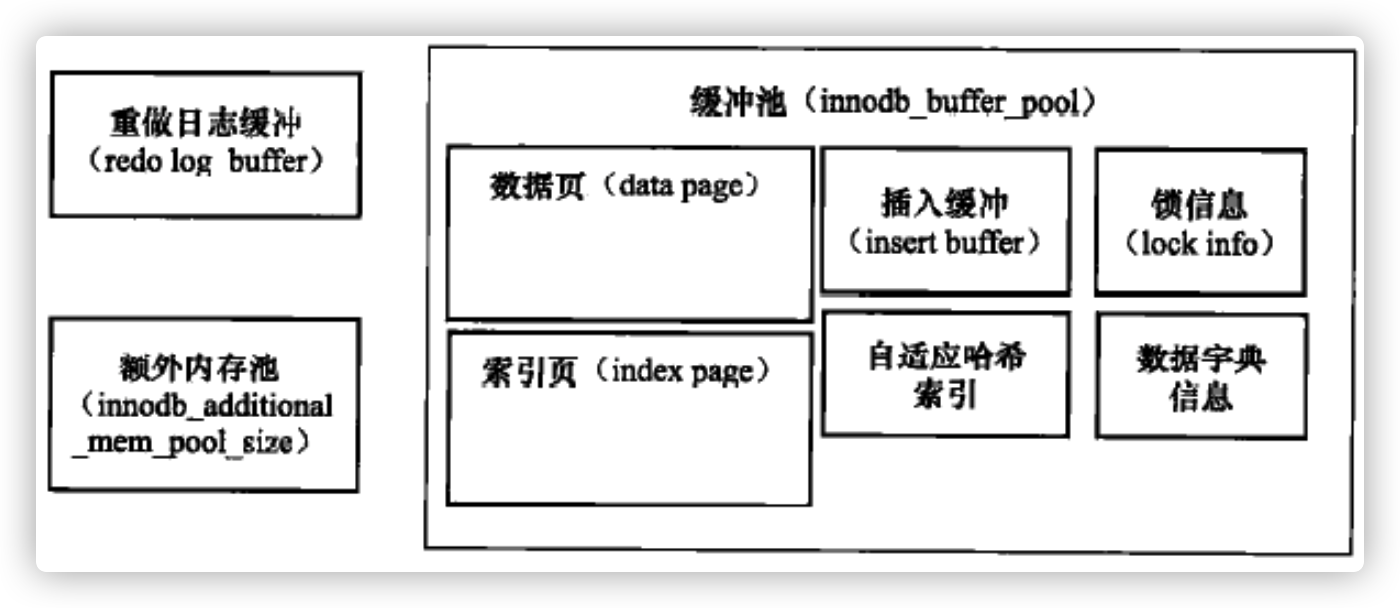 重做日志缓冲
（redo log buffer）
额外内存池
（innodb_additional
_mem_pool_size）
缓冲池（innodb_buffer_pool）
数据页（data page）
索引页（index page）
插入缓冲
（insert buffer）
自适应哈希
索引
锁信息
（lock info）
数据字典
信息